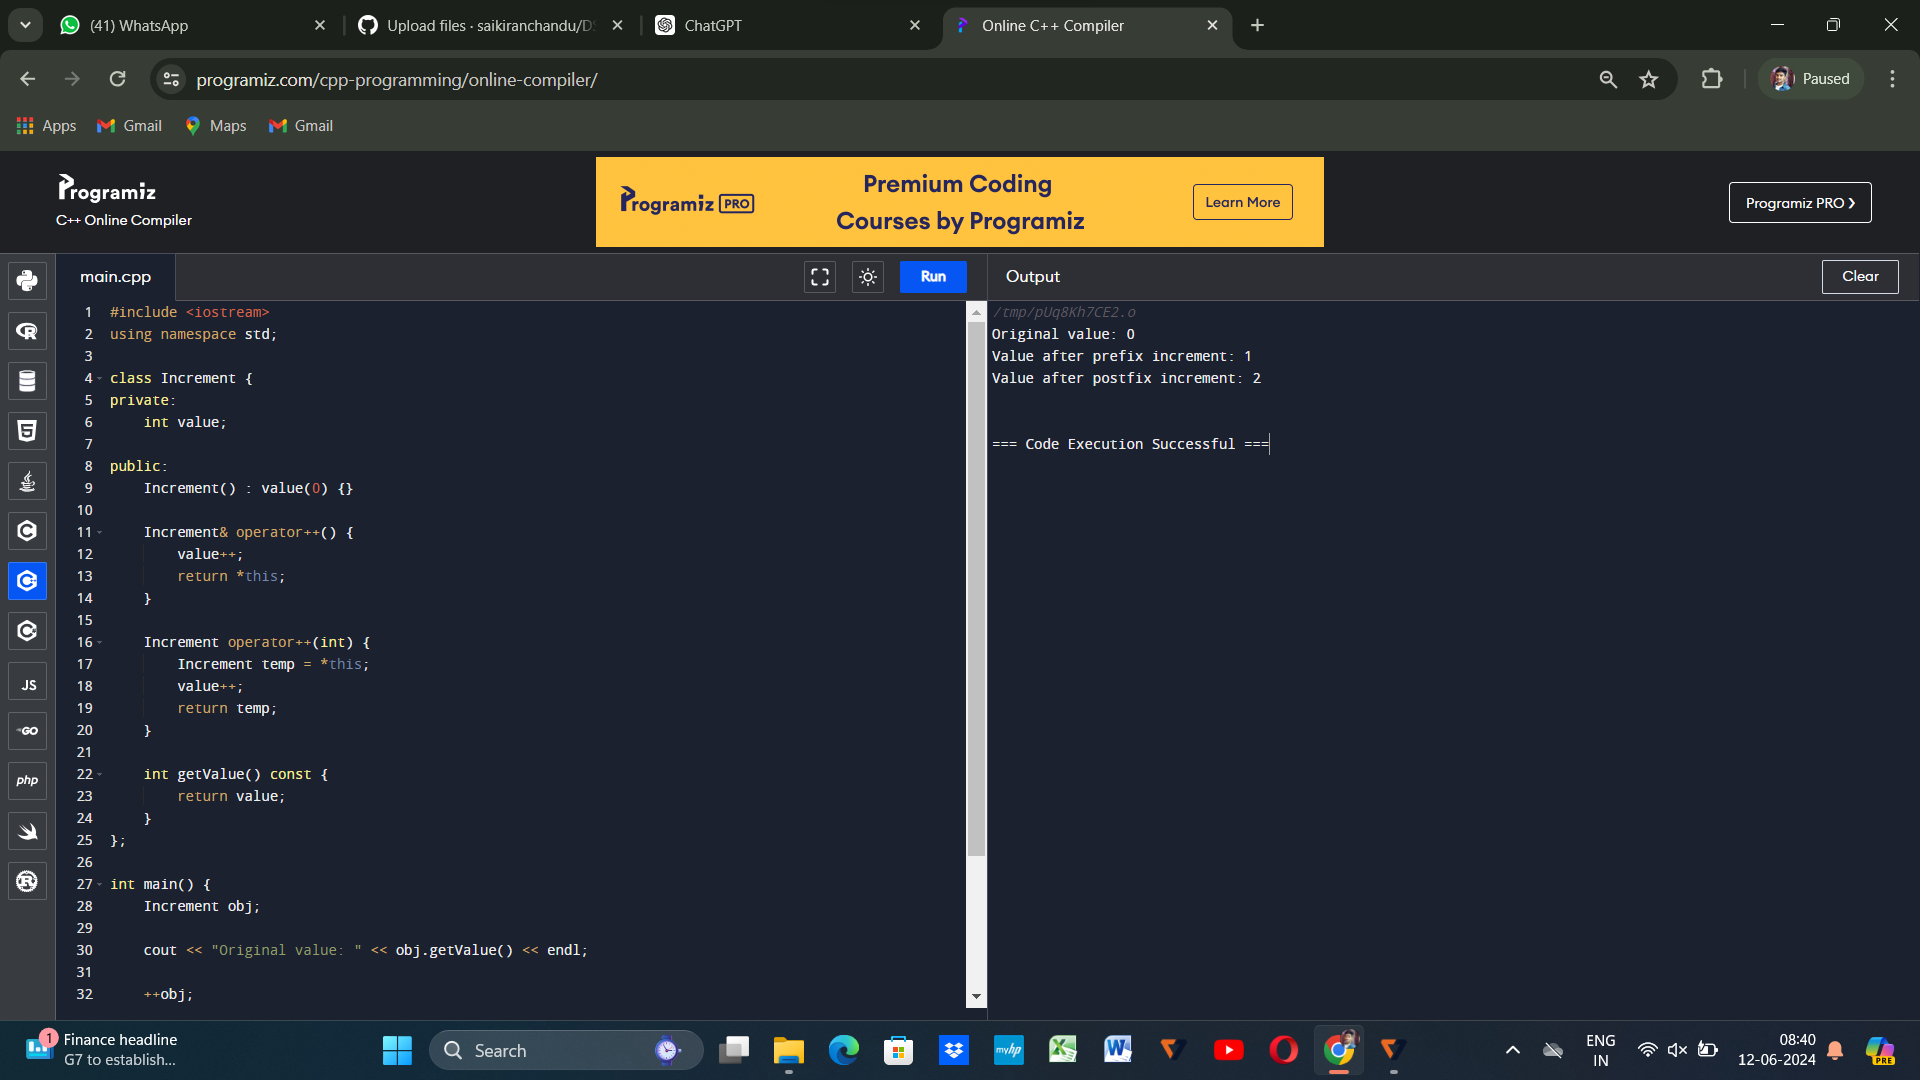 (41) WhatsApp
Upload files · saikiranchandu/DS
ChatGPT
Online C++ Compiler
programiz.com/cpp-programming/online-compiler/
Paused
Apps
Gmail
Maps
Gmail
Programiz
C++ Online Compiler
Programiz PRO
Premium Coding
Courses by Programiz
Learn More
Programiz PRO ❯
main.cpp
Run
Output
Clear
1 #include <iostream>
2 using namespace std;
3
4 class Increment {
5 private:
6     int value;
7
8 public:
9     Increment() : value(0) {}
10
11     Increment& operator++() {
12         value++;
13         return *this;
14     }
15
16     Increment operator++(int) {
17         Increment temp = *this;
18         value++;
19         return temp;
20     }
21
22     int getValue() const {
23         return value;
24     }
25 };
26
27 int main() {
28     Increment obj;
29
30     cout << "Original value: " << obj.getValue() << endl;
31
32     ++obj;
/tmp/pUq8Kh7CE2.o
Original value: 0
Value after prefix increment: 1
Value after postfix increment: 2
=== Code Execution Successful ===
JS
GO
php
1
Finance headline
G7 to establish...
Search
myhp
ENG
IN
08:40
12-06-2024
PRE